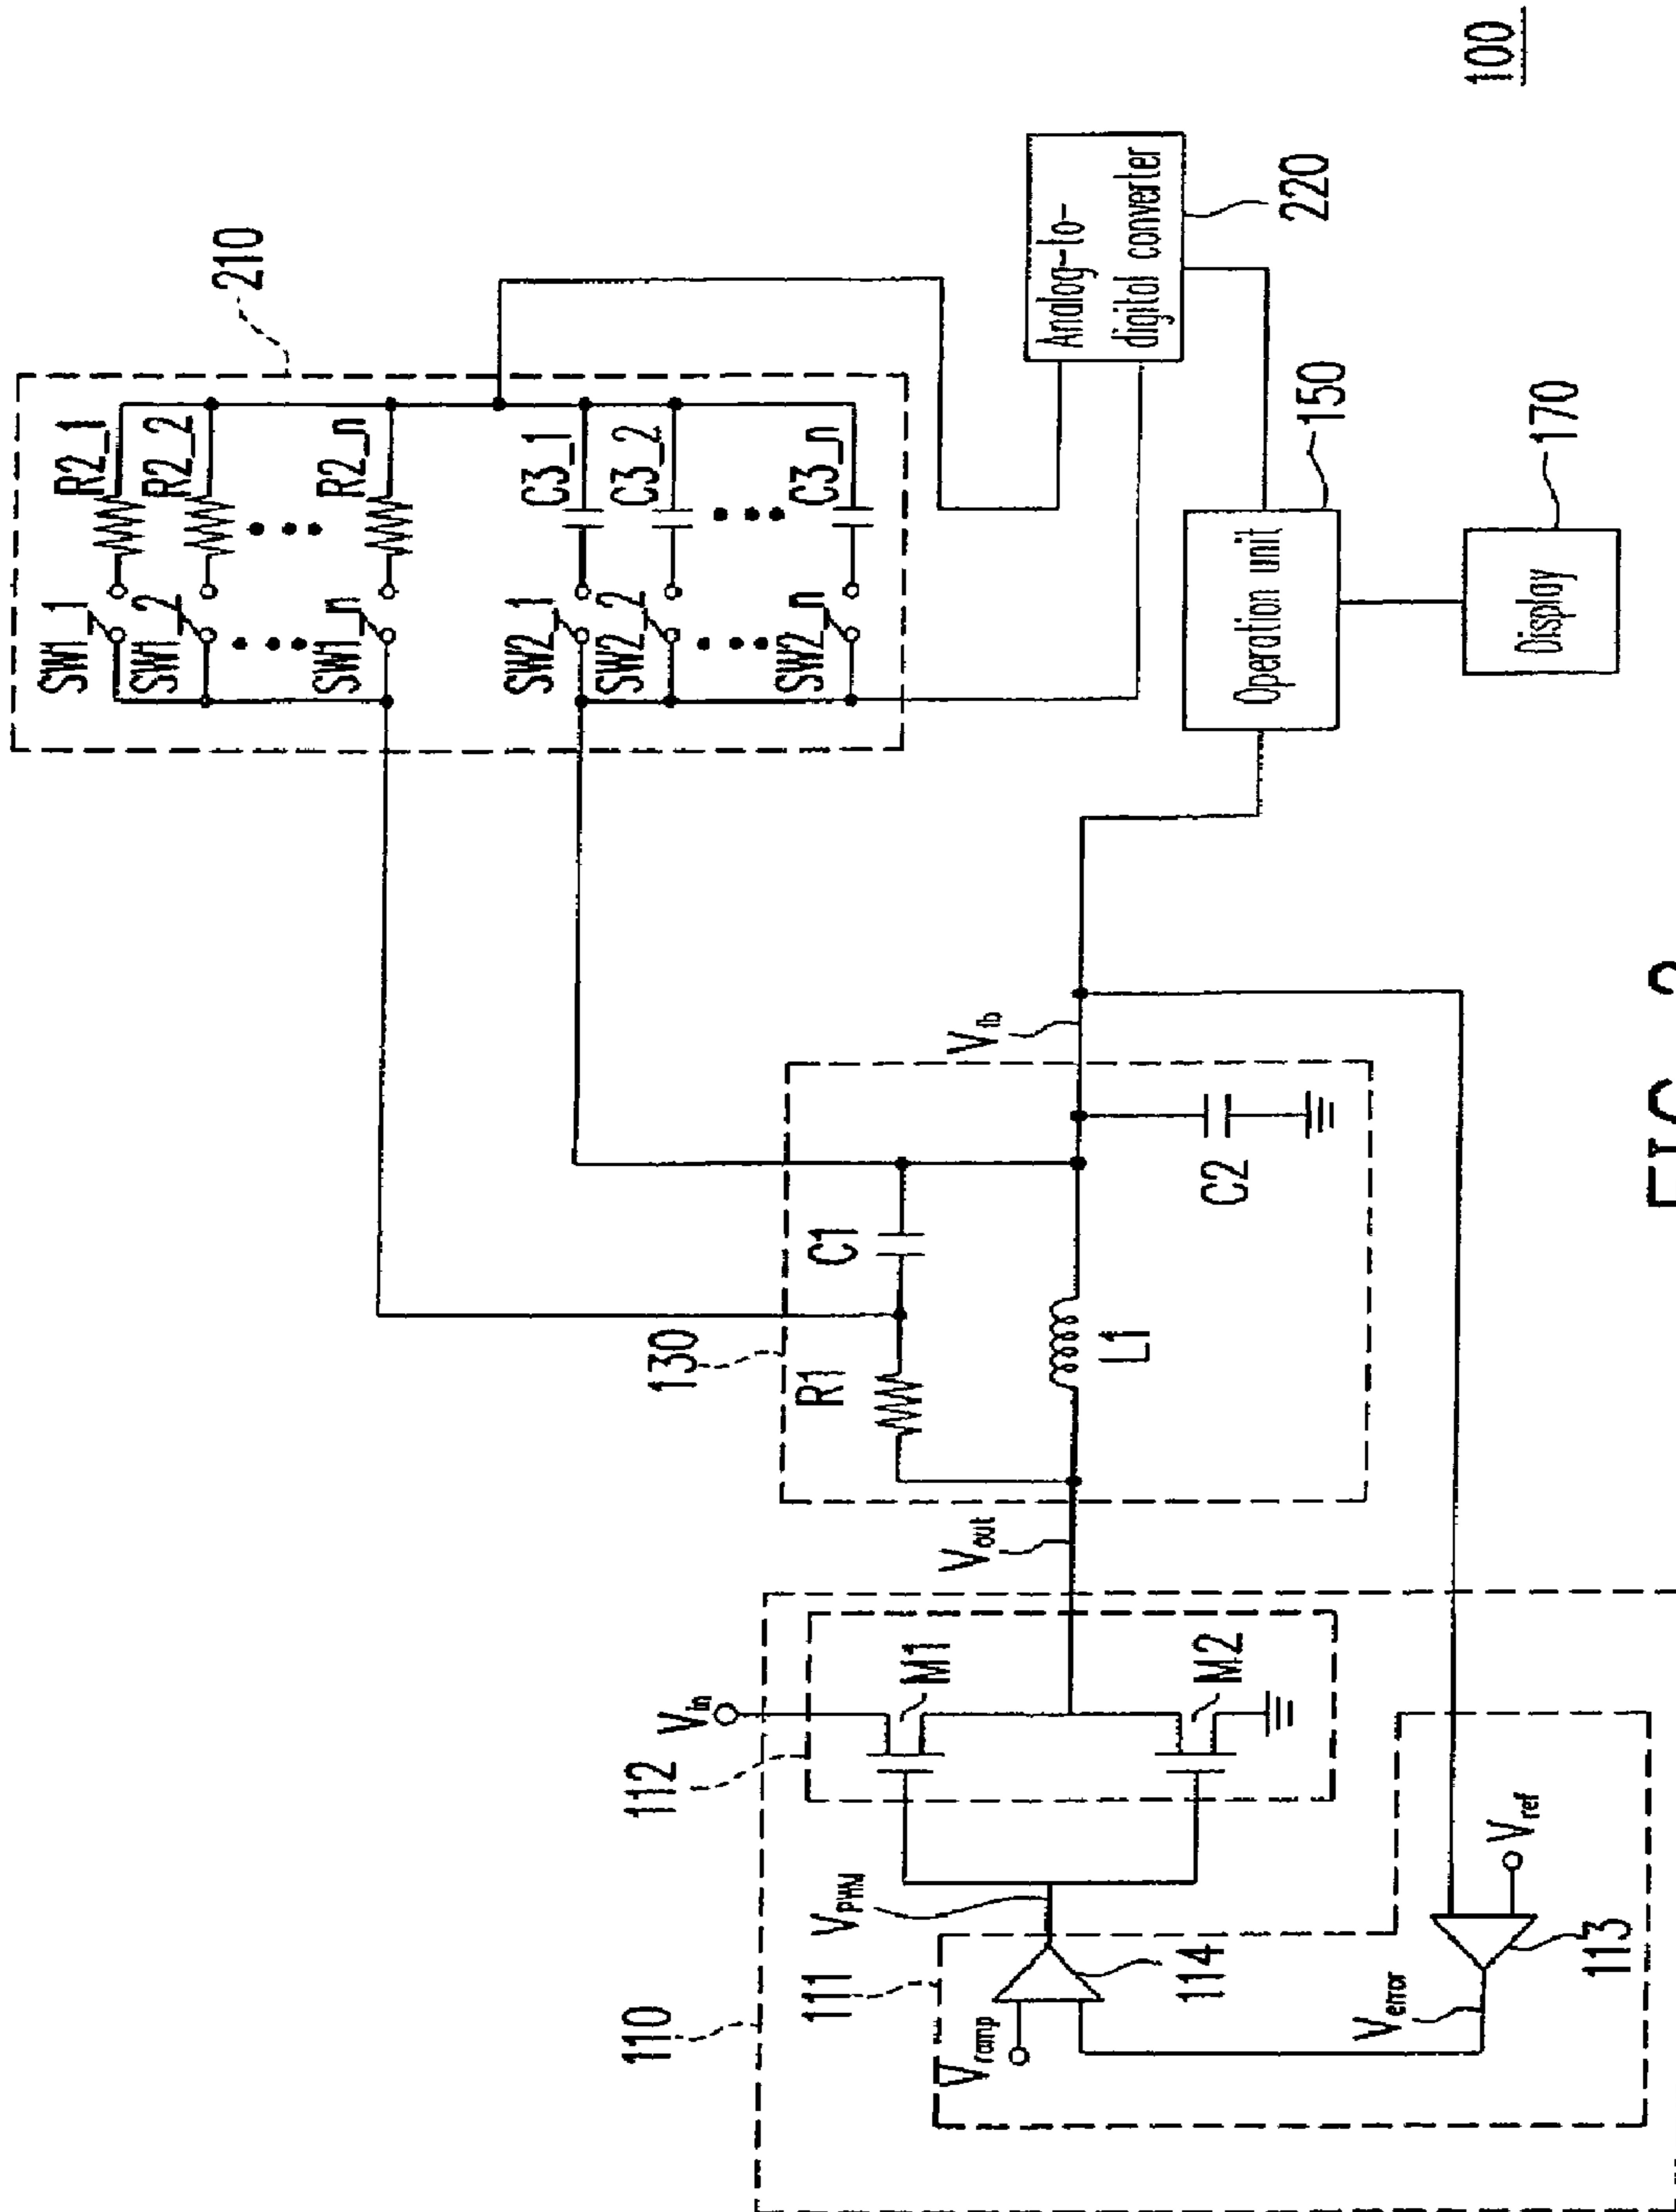 100
210
SW1_1
R2_1
SW1_2
R2_2
SW1_n
R2_n
SW2_1
C3_1
SW2_2
C3_2
SW2_n
C3_n
Analog-to-
digital converter
220
Operation unit
150
Display
170
130
R1
C1
L1
C2
Vfb
Vout
110
112
Vin
M1
M2
111
VPWM
Vramp
114
Verror
113
Vref
FIG.